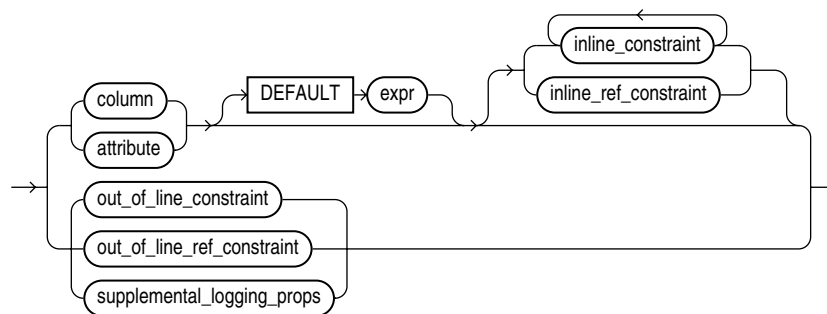 inline_constraint
DEFAULT expr
column
inline_ref_constraint
attribute
out_of_line_constraint
out_of_line_ref_constraint
supplemental_logging_props